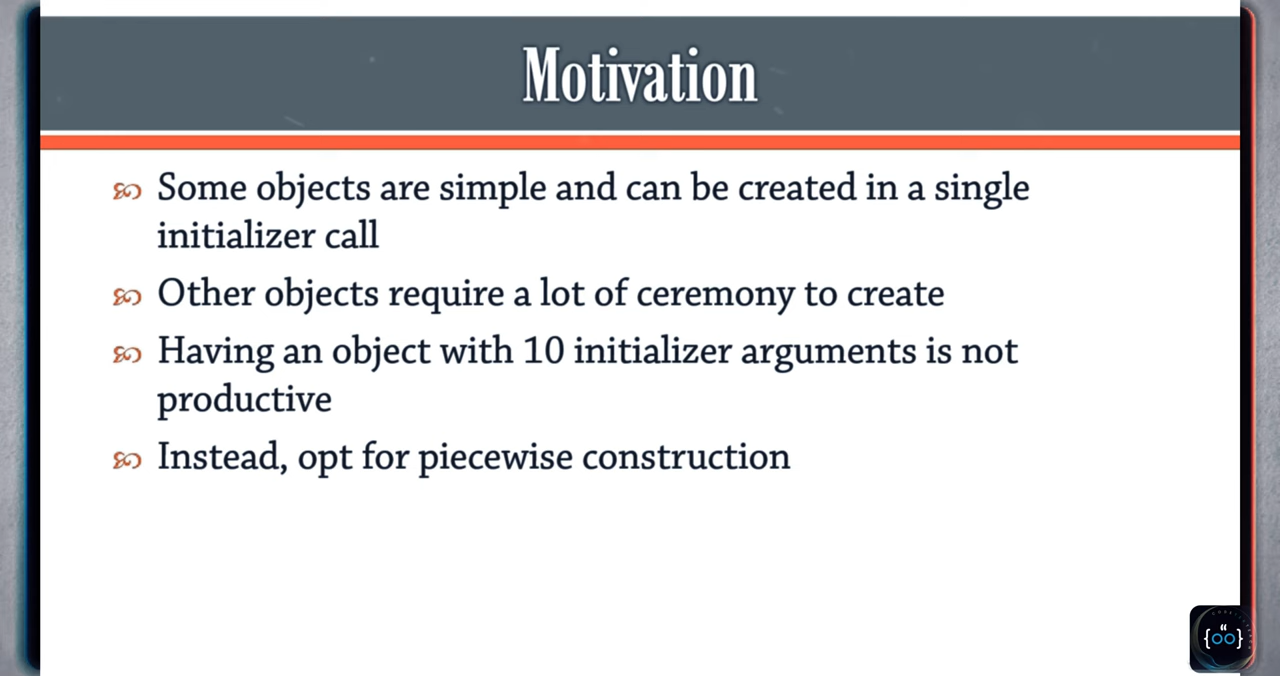 Motivation
Some objects are simple and can be created in a single
initializer call
Other objects require a lot of ceremony to create
Having an object with 10 initializer arguments is not
productive
Instead, opt for piecewise construction